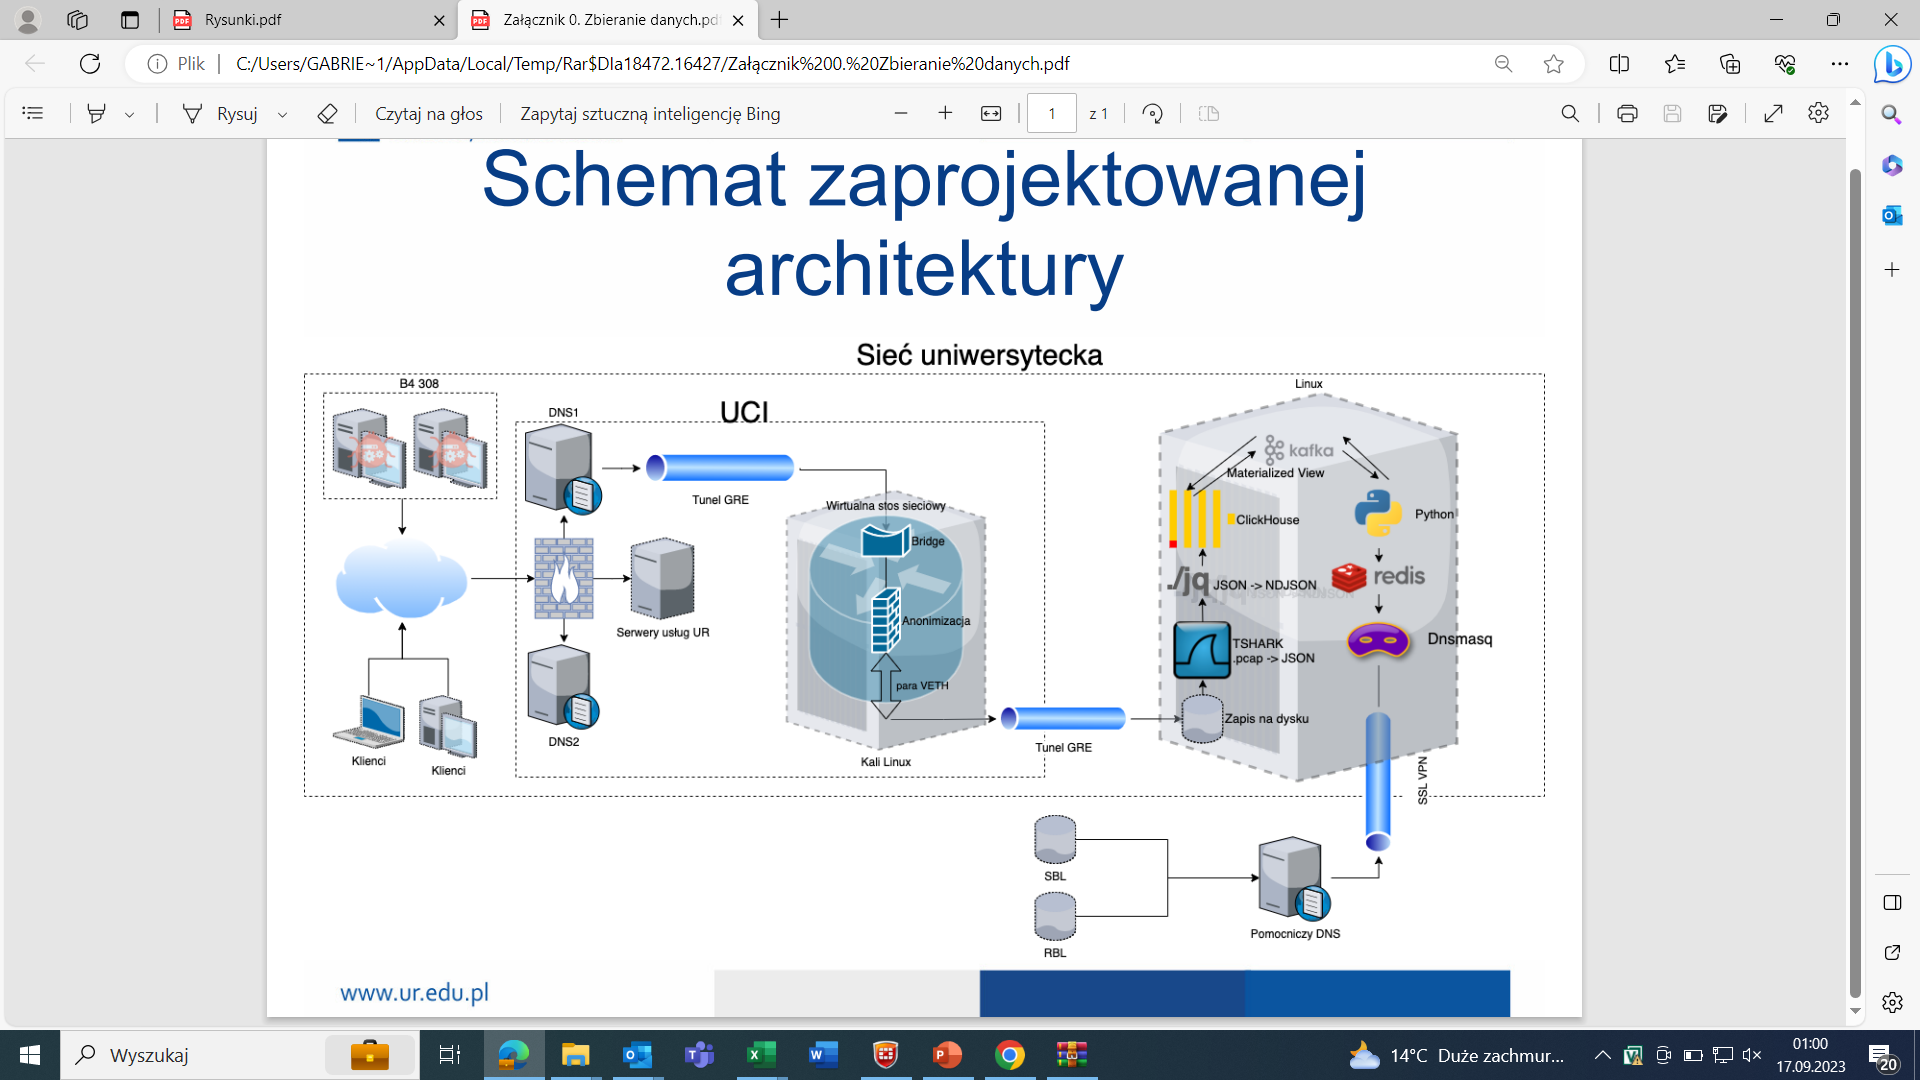 Rysunki.pdf
Załącznik 0. Zbieranie danych.pdf
Plik
C:/Users/GABRIE~1/AppData/Local/Temp/Rar$DIa18472.16427/Załącznik%200.%20Zbieranie%20danych.pdf
Rysuj
Czytaj na głos
Zapytaj sztuczną inteligencję Bing
1
z 1
Schemat zaprojektowanej
architektury
Sieć uniwersytecka
B4 308
Linux
DNS1
UCI
kafka
Materialized View
Tunel GRE
Wirtualna stos sieciowy
ClickHouse
Python
Bridge
./jq
JSON -> NDJSON
redis
Serwery usług UR
Anonimizacja
Dnsmasq
TSHARK
.pcap -> JSON
para VETH
Zapis na dysku
DNS2
Tunel GRE
Klienci
Klienci
Kali Linux
SSL VPN
SBL
RBL
Pomocniczy DNS
www.ur.edu.pl
Wyszukaj
14°C Duże zachmur...
01:00
17.09.2023
20